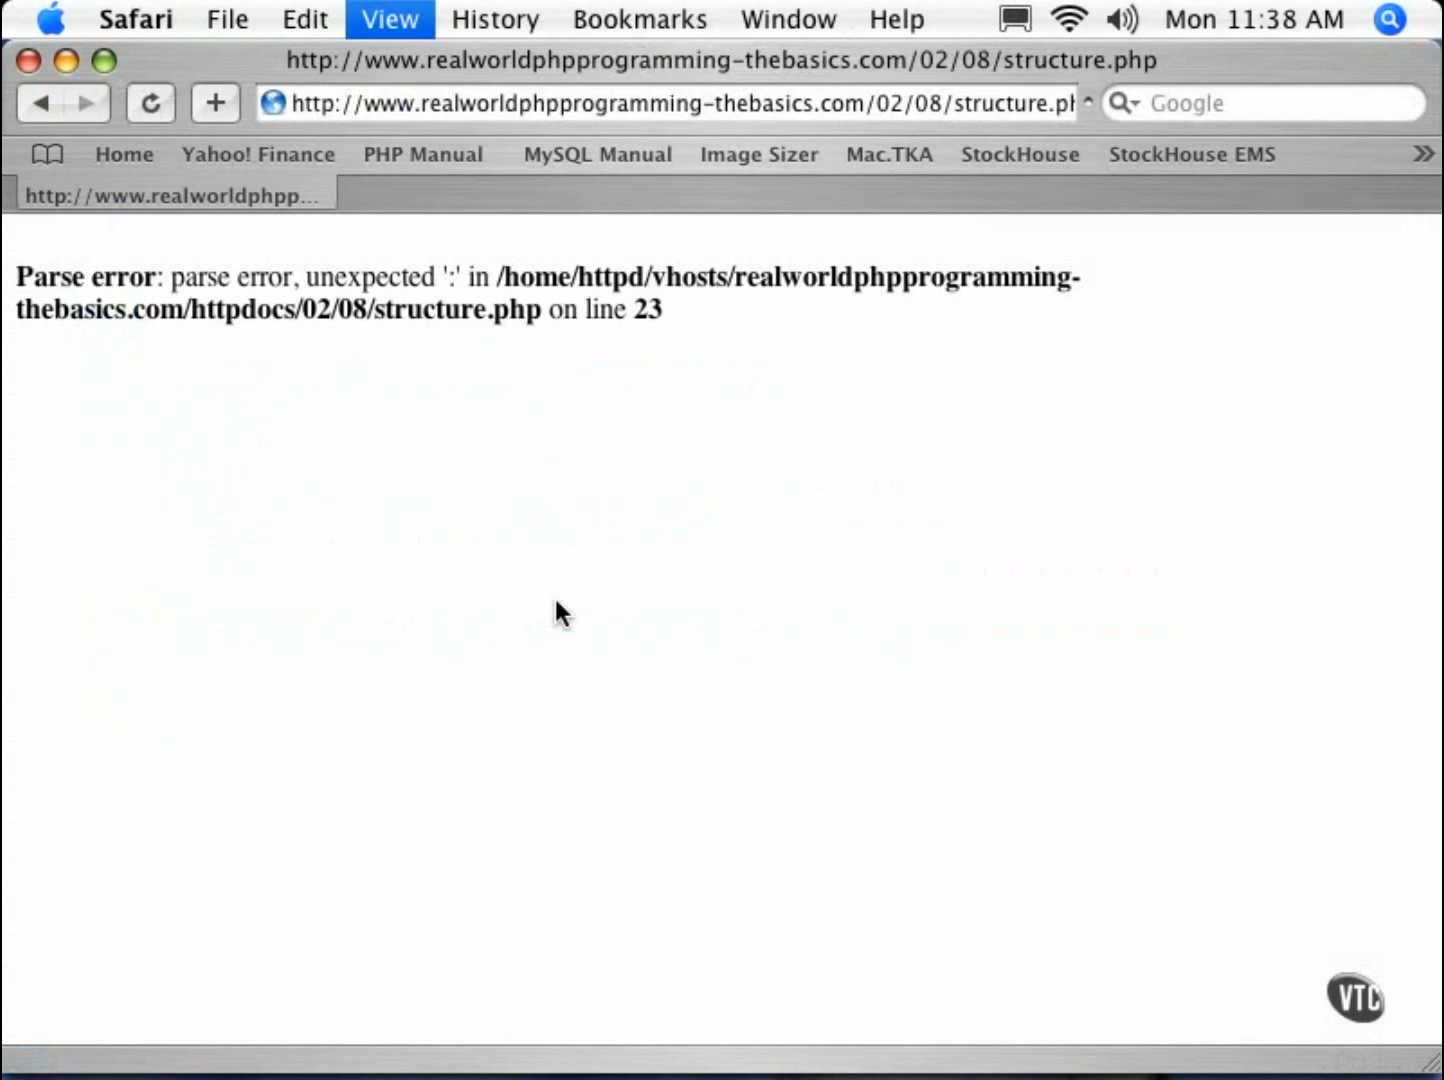 Safari File Edit View History Bookmarks Window Help Mon 11:38 AM
http://www.realworldphpprogramming-thebasics.com/02/08/structure.php
http://www.realworldphpprogramming-thebasics.com/02/08/structure.ph Google
Home Yahoo! Finance PHP Manual MySQL Manual Image Sizer Mac.TKA StockHouse StockHouse EMS
http://www.realworldphpp...
Parse error: parse error, unexpected ':' in /home/httpd/vhosts/realworldphpprogramming-
thebasics.com/httpdocs/02/08/structure.php on line 23
VTC